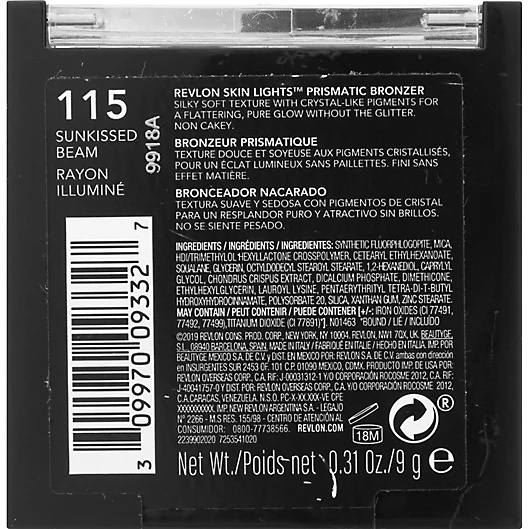 115
SUNKISSED
BEAM
RAYON
ILLUMINÉ
9918A
3 09970 09332 7
REVLON SKIN LIGHTS™ PRISMATIC BRONZER
SILKY SOFT TEXTURE WITH CRYSTAL-LIKE PIGMENTS FOR
A FLATTERING, PURE GLOW WITHOUT THE GLITTER.
NON CAKEY.
BRONZEUR PRISMATIQUE
TEXTURE DOUCE ET SOYEUSE AUX PIGMENTS CRISTALLISÉS,
POUR UN ÉCLAT LUMINEUX SANS PAILLETTES. FINI SANS
EFFET MATIÈRE.
BRONCEADOR NACARADO
TEXTURA SUAVE Y SEDOSA CON PIGMENTOS DE CRISTAL
PARA UN RESPLANDOR PURO Y ATRACTIVO SIN BRILLOS.
NO DE SIENTE PESADO.
INGREDIENTS / INGRÉDIENTS / INGREDIENTES: SYNTHETIC FLUORPHLOGOPITE, MICA,
HDI/TRIMETHYLOL HEXYLLACTONE CROSSPOLYMER, CETEARYL ETHYLHEXANOATE,
SQUALANE, GLYCERIN, OCTYLDODECYL STEAROYL STEARATE, 1,2-HEXANEDIOL, CAPRYLYL
GLYCOL, CHONDRUS CRISPUS EXTRACT, DICALCIUM PHOSPHATE, DIMETHICONE,
ETHYLHEXYLGLYCERIN, LAUROYL LYSINE, PENTAERYTHRITYL TETRA-DI-T-BUTYL
HYDROXYHYDROCINNAMATE, POLYSORBATE 20, SILICA, XANTHAN GUM, ZINC STEARATE.
MAY CONTAIN / PEUT CONTENIR / PUEDE CONTENER [+/-: IRON OXIDES (CI 77491,
77492, 77499),TITANIUM DIOXIDE (CI 77891)*]. N01463 *BOUND / LIÉ / INCLUIDO
©2019 REVLON CONS. PROD. CORP., NEW YORK, NY 10004. REVLON, NW1 7QX, UK. BEAUTYGE,
S.L. 08940 BARCELONA, SPAIN. MADE IN ITALY / FABRIQUÉ EN ITALIE. IMP EN MÉXICO POR
BEAUTYGE MEXICO S.A. DE C.V. y DIST. EN MEXICO POR: REVLON, S.A. DE C.V. ambas con domicilio
en INSURGENTES SUR 2453 OF. 101 C.P. 01090 MEXICO, CDMX. PRODUCTO IMP. DE USA POR
REVLON OVERSEAS CORP., C.A. RIF.: J-00031312-1 Y/O CORPORACIÓN ROCOSME 2012, C.A. RIF.
J-40041757-0 Y DIST. POR REVLON OVERSEAS CORP., C.A. Y/O CORPORACIÓN ROCOSME 2012,
C.A.CARACAS, VENEZUELA. N.S.O. PC-X-XX.XXX-VE CPE
XXXXXXXXXX. IMP. NEW REVLON ARGENTINA S.A. - LEGAJO
N° 2266 - M.S RES. 155/98 - CENTRO DE ATENCIÓN AL
CONSUMIDOR: 0800-77738566. REVLON.COM
2239902020 7253541020
18M
®
Net Wt./Poids net 0.31 Oz./9 g ℮